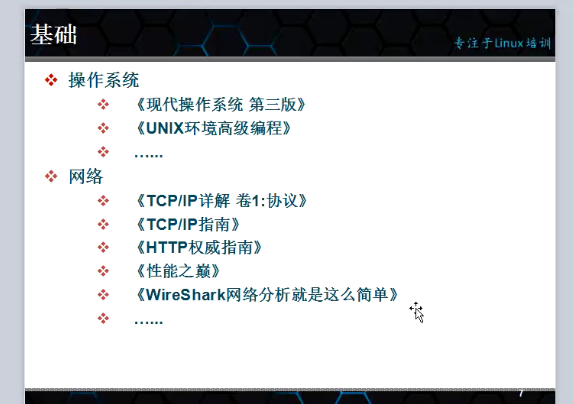 基础
专注于Linux培训
操作系统
《现代操作系统 第三版》
《UNIX环境高级编程》
……
网络
《TCP/IP详解 卷1:协议》
《TCP/IP指南》
《HTTP权威指南》
《性能之巅》
《WireShark网络分析就是这么简单》
……